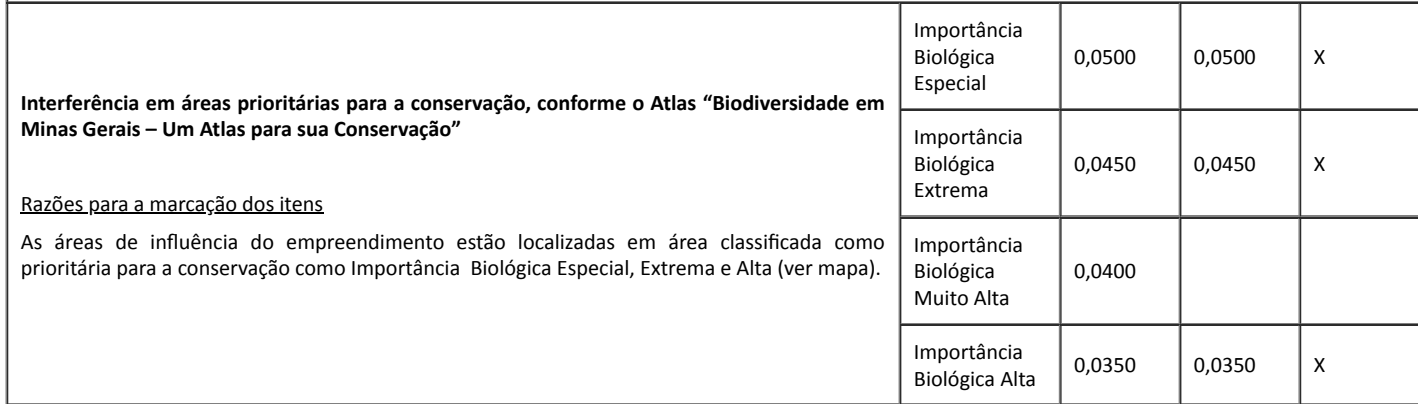 Interferência em áreas prioritárias para a conservação, conforme o Atlas “Biodiversidade em
Minas Gerais – Um Atlas para sua Conservação”
Razões para a marcação dos itens
As áreas de influência do empreendimento estão localizadas em área classificada como
prioritária para a conservação como Importância Biológica Especial, Extrema e Alta (ver mapa).
Importância
Biológica
Especial
0,0500
0,0500
X
Importância
Biológica
Extrema
0,0450
0,0450
X
Importância
Biológica
Muito Alta
0,0400
Importância
Biológica Alta
0,0350
0,0350
X